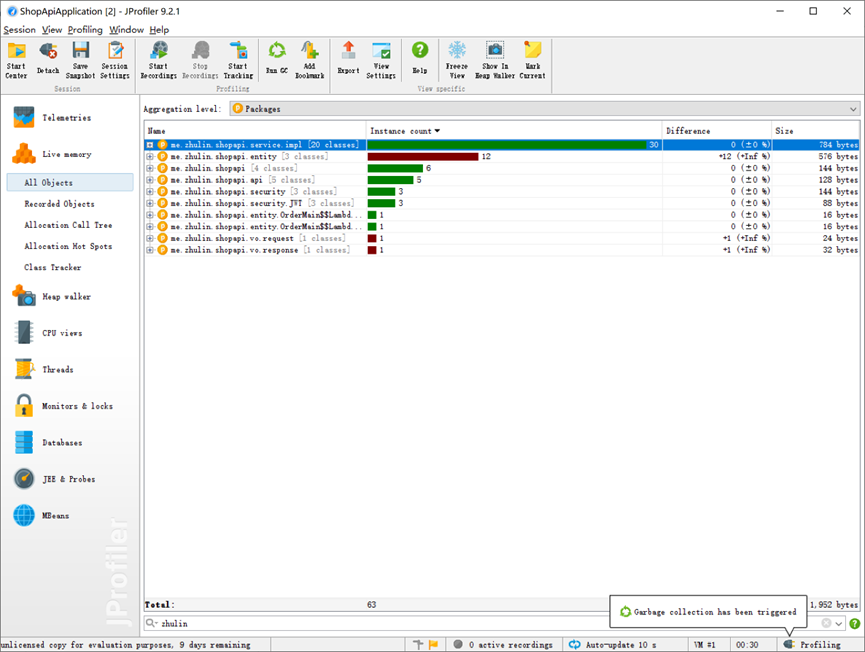 ShopApiApplication [2] - JProfiler 9.2.1
Session View Profiling Window Help
Start Center
Detach
Save Snapshot
Session Settings
Start Recordings
Stop Recordings
Start Tracking
Run GC
Add Bookmark
Export
View Settings
Help
Freeze View
Show In Heap Walker
Mark Current
Session
Profiling
View specific
Telemetries
Live memory
All Objects
Recorded Objects
Allocation Call Tree
Allocation Hot Spots
Class Tracker
Heap walker
CPU views
Threads
Monitors & locks
Databases
JEE & Probes
MBeans
JProfiler
Aggregation level: P Packages
Name Instance count Difference Size
me.zhulin.shopapi.service.impl [20 classes] 30 0 (±0 %) 784 bytes
me.zhulin.shopapi.entity [3 classes] 12 +12 (+Inf %) 576 bytes
me.zhulin.shopapi [4 classes] 6 0 (±0 %) 144 bytes
me.zhulin.shopapi.api [5 classes] 5 0 (±0 %) 128 bytes
me.zhulin.shopapi.security [3 classes] 3 0 (±0 %) 144 bytes
me.zhulin.shopapi.security.JWT [3 classes] 3 0 (±0 %) 88 bytes
me.zhulin.shopapi.entity.OrderMain$$Lambd... 1 0 (±0 %) 16 bytes
me.zhulin.shopapi.entity.OrderMain$$Lambd... 1 0 (±0 %) 16 bytes
me.zhulin.shopapi.vo.request [1 classes] 1 +1 (+Inf %) 24 bytes
me.zhulin.shopapi.vo.response [1 classes] 1 +1 (+Inf %) 32 bytes
Total: 63 1,952 bytes
Garbage collection has been triggered
zhulin
unlicensed copy for evaluation purposes, 9 days remaining
0 active recordings
Auto-update 10 s
VM #1
00:30
Profiling